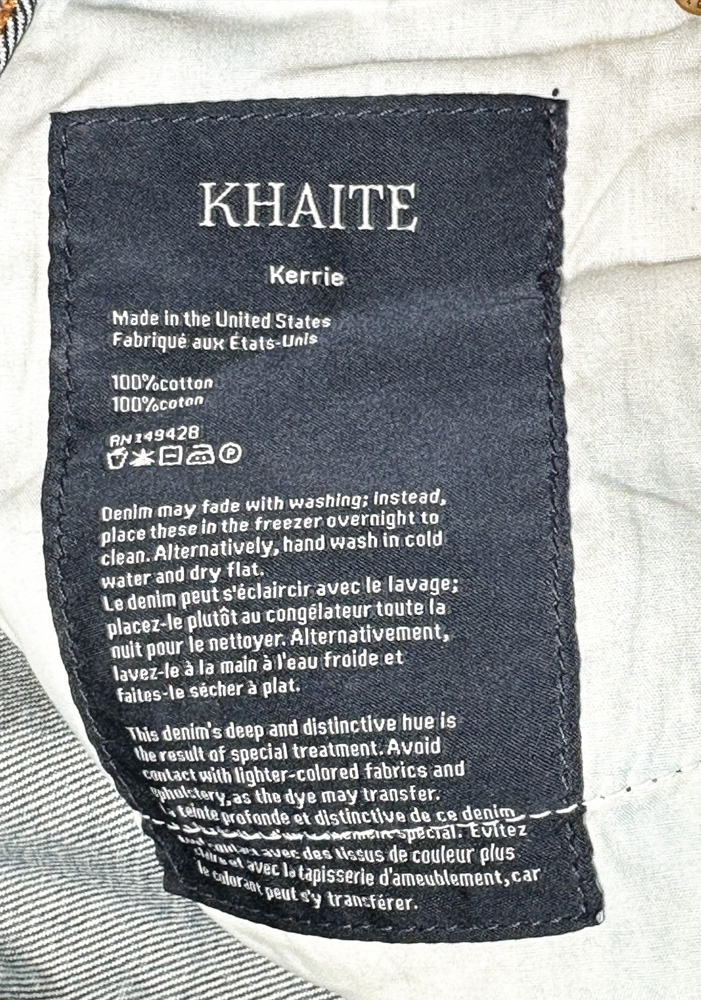 KHAITE
Kerrie
Made in the United States
Fabriqué aux États-Unis
100%cotton
100%coton
RN149428
P
Denim may fade with washing; instead,
place these in the freezer overnight to
clean. Alternatively, hand wash in cold
water and dry flat.
Le denim peut s'éclaircir avec le lavage;
placez-le plutôt au congélateur toute la
nuit pour le nettoyer. Alternativement,
lavez-le à la main à l'eau froide et
faites-le sécher à plat.
This denim's deep and distinctive hue is
the result of special treatment. Avoid
contact with lighter-colored fabrics and
upholstery, as the dye may transfer.
teinte profonde et distinctive de ce denim
spécial. Évitez
contact avec des tissus de couleur plus
claire et avec la tapisserie d'ameublement, car
le colorant peut s'y transférer.